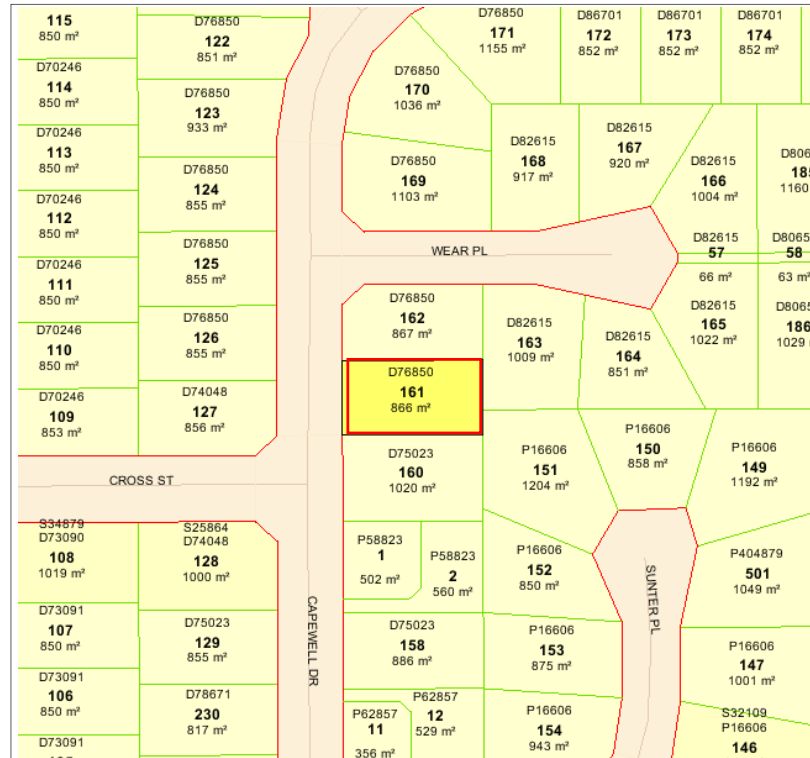 115
850 m²
D70246
114
850 m²
D70246
113
850 m²
D70246
112
850 m²
D70246
111
850 m²
D70246
110
850 m²
D70246
109
853 m²
D76850
122
851 m²
D76850
123
933 m²
D76850
124
855 m²
D76850
125
855 m²
D76850
126
855 m²
D74048
127
856 m²
D76850
171
1155 m²
D86701
172
852 m²
D86701
173
852 m²
D86701
174
852 m²
D76850
170
1036 m²
D76850
169
1103 m²
D82615
168
917 m²
D82615
167
920 m²
D82615
166
1004 m²
D806
185
1160
WEAR PL
D82615
57
66 m²
D8065
58
63 m²
D76850
162
867 m²
D82615
163
1009 m²
D82615
164
851 m²
D82615
165
1022 m²
D8065
186
1029
D76850
161
866 m²
D75023
160
1020 m²
P16606
151
1204 m²
P16606
150
858 m²
P16606
149
1192 m²
CROSS ST
S34879
D73090
108
1019 m²
S25864
D74048
128
1000 m²
P58823
1
502 m²
P58823
2
560 m²
P16606
152
850 m²
SUNTER PL
P404879
501
1049 m²
CAPEWELL DR
D73091
107
850 m²
D75023
129
855 m²
D75023
158
886 m²
P16606
153
875 m²
P16606
147
1001 m²
D73091
106
850 m²
D78671
230
817 m²
P62857
11
356 m²
P62857
12
529 m²
P16606
154
943 m²
S32109
P16606
146
D73091